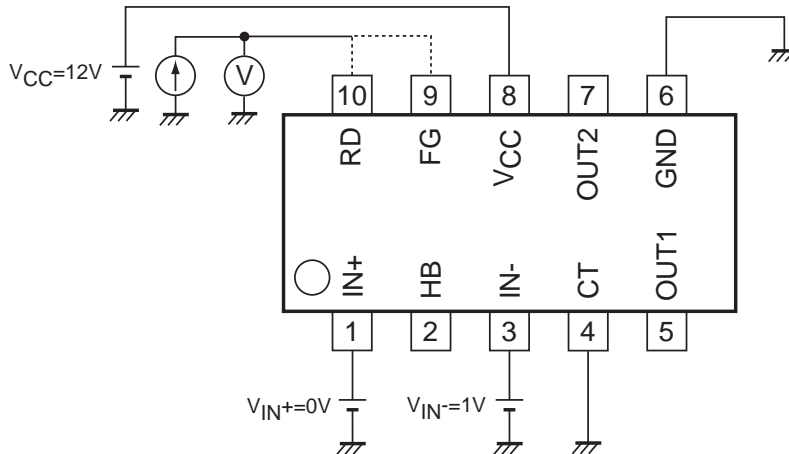 VCC=12V
V
10 9 8 7 6
RD FG VCC OUT2 GND
IN+ HB IN- CT OUT1
1 2 3 4 5
VIN+=0V VIN-=1V